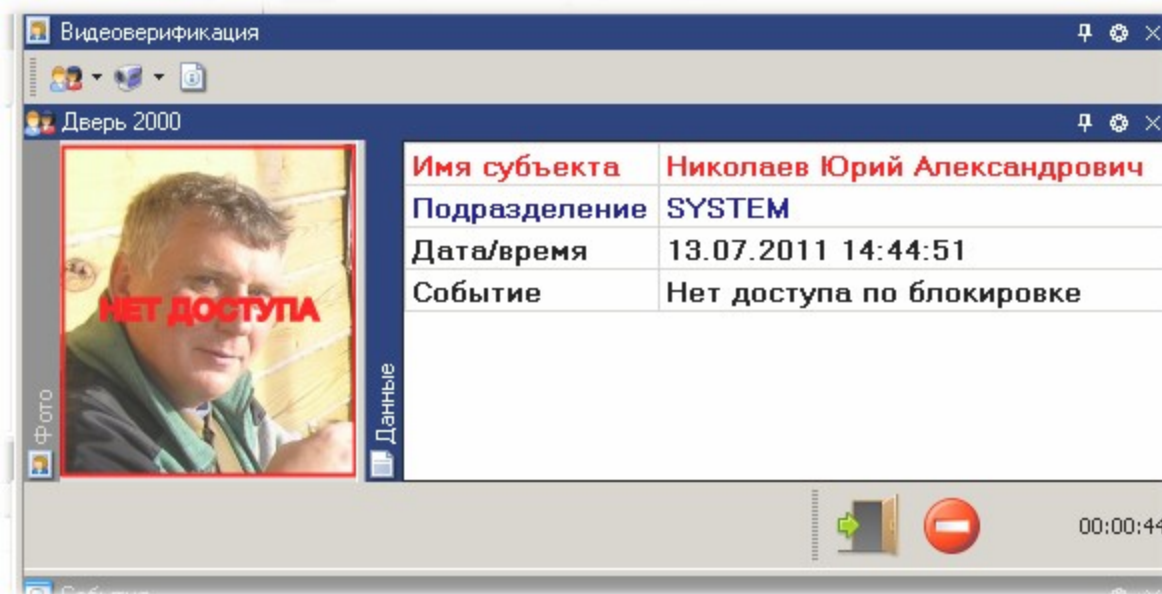 Видеоверификация
Дверь 2000
Фото
НЕТ ДОСТУПА
Данные
Имя субъекта Николаев Юрий Александрович
Подразделение SYSTEM
Дата/время 13.07.2011 14:44:51
Событие Нет доступа по блокировке
00:00:44